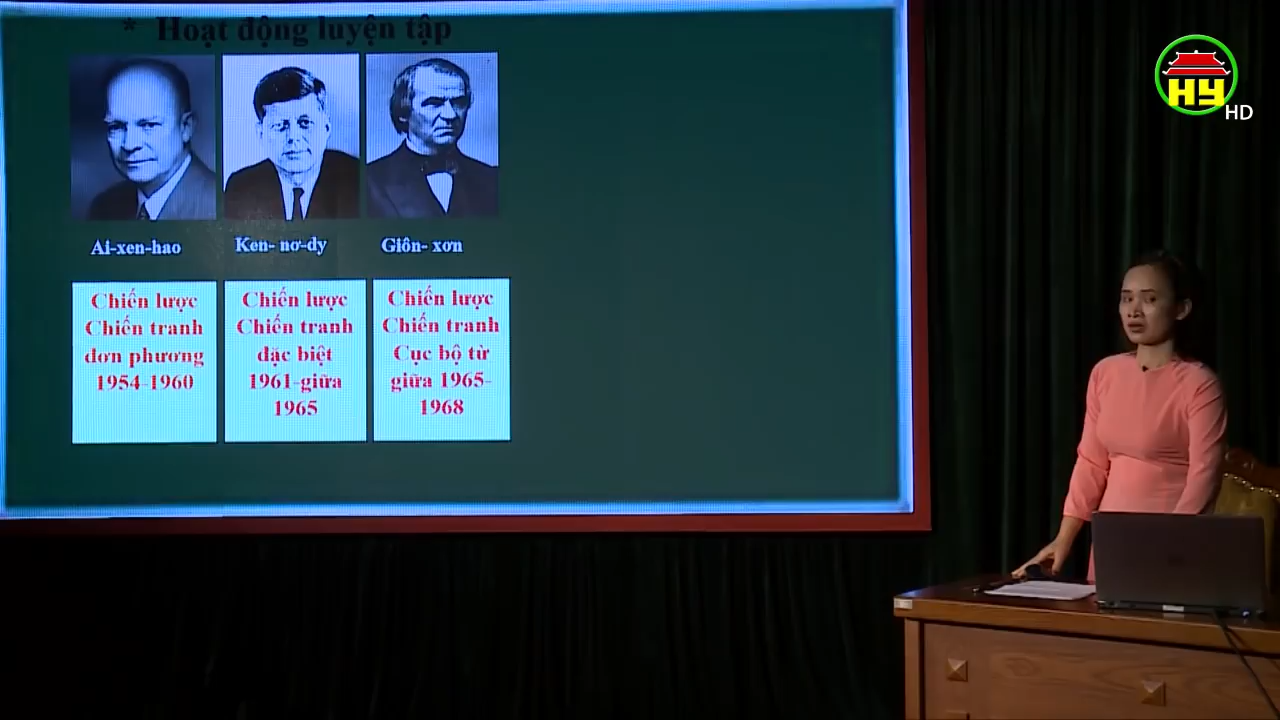 * Hoạt động luyện tập
HY
HD
Ai-xen-hao
Ken- nơ-dy
Giôn- xơn
Chiến lược
Chiến tranh
đơn phương
1954-1960
Chiến lược
Chiến tranh
đặc biệt
1961-giữa
1965
Chiến lược
Chiến tranh
Cục bộ từ
giữa 1965-
1968